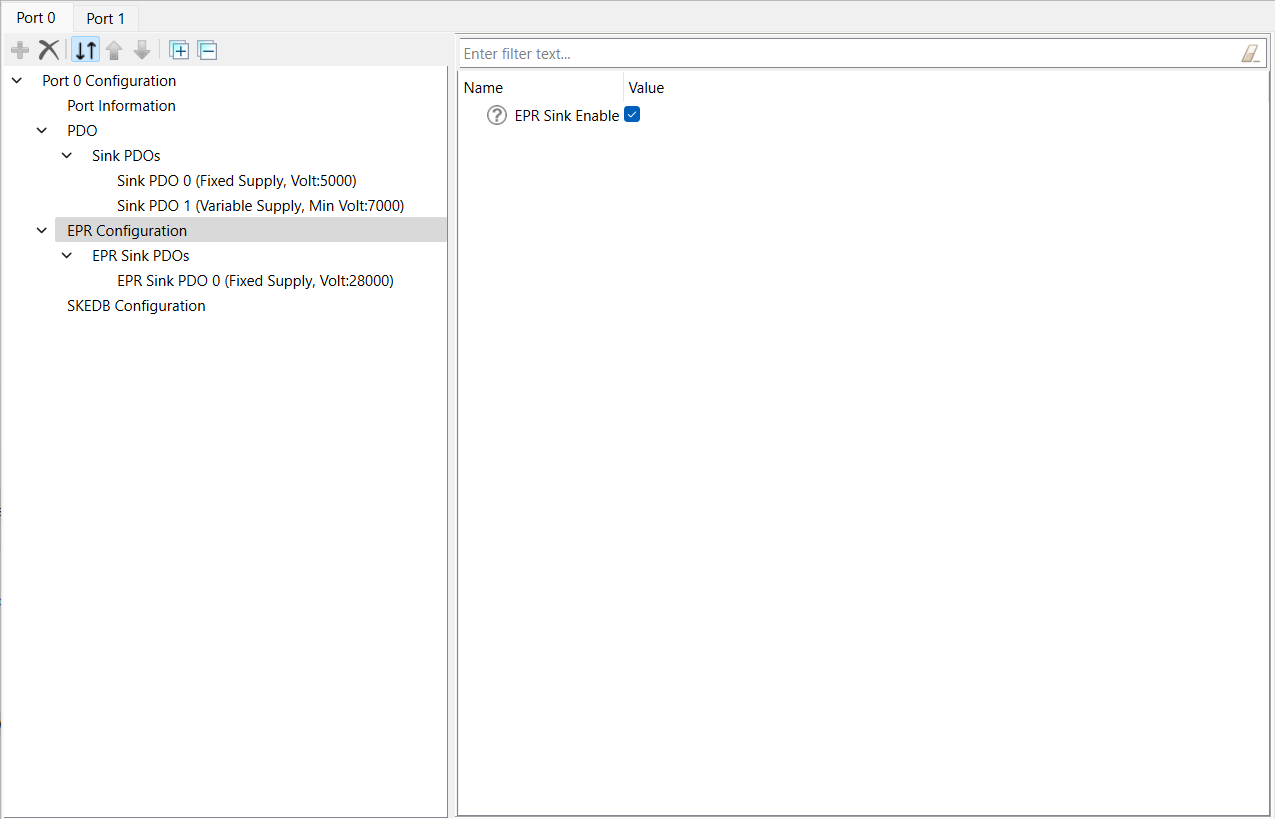 Port 0
Port 1
Port 0 Configuration
Port Information
PDO
Sink PDOs
Sink PDO 0 (Fixed Supply, Volt:5000)
Sink PDO 1 (Variable Supply, Min Volt:7000)
EPR Configuration
EPR Sink PDOs
EPR Sink PDO 0 (Fixed Supply, Volt:28000)
SKEDB Configuration
Enter filter text...
Name Value
? EPR Sink Enable